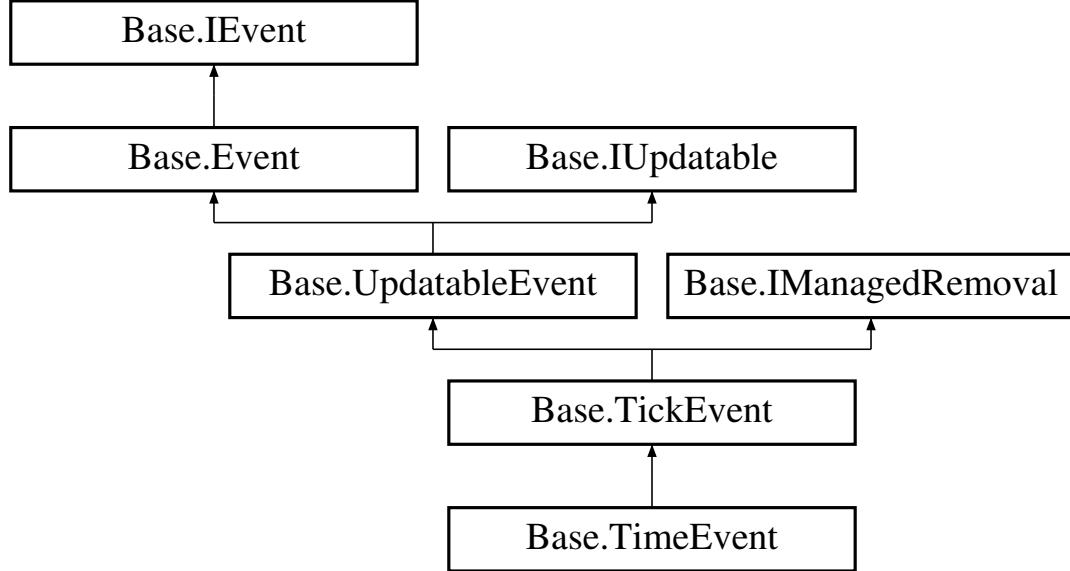 Base.IEvent
Base.Event
Base.IUpdatable
Base.UpdatableEvent
Base.IManagedRemoval
Base.TickEvent
Base.TimeEvent